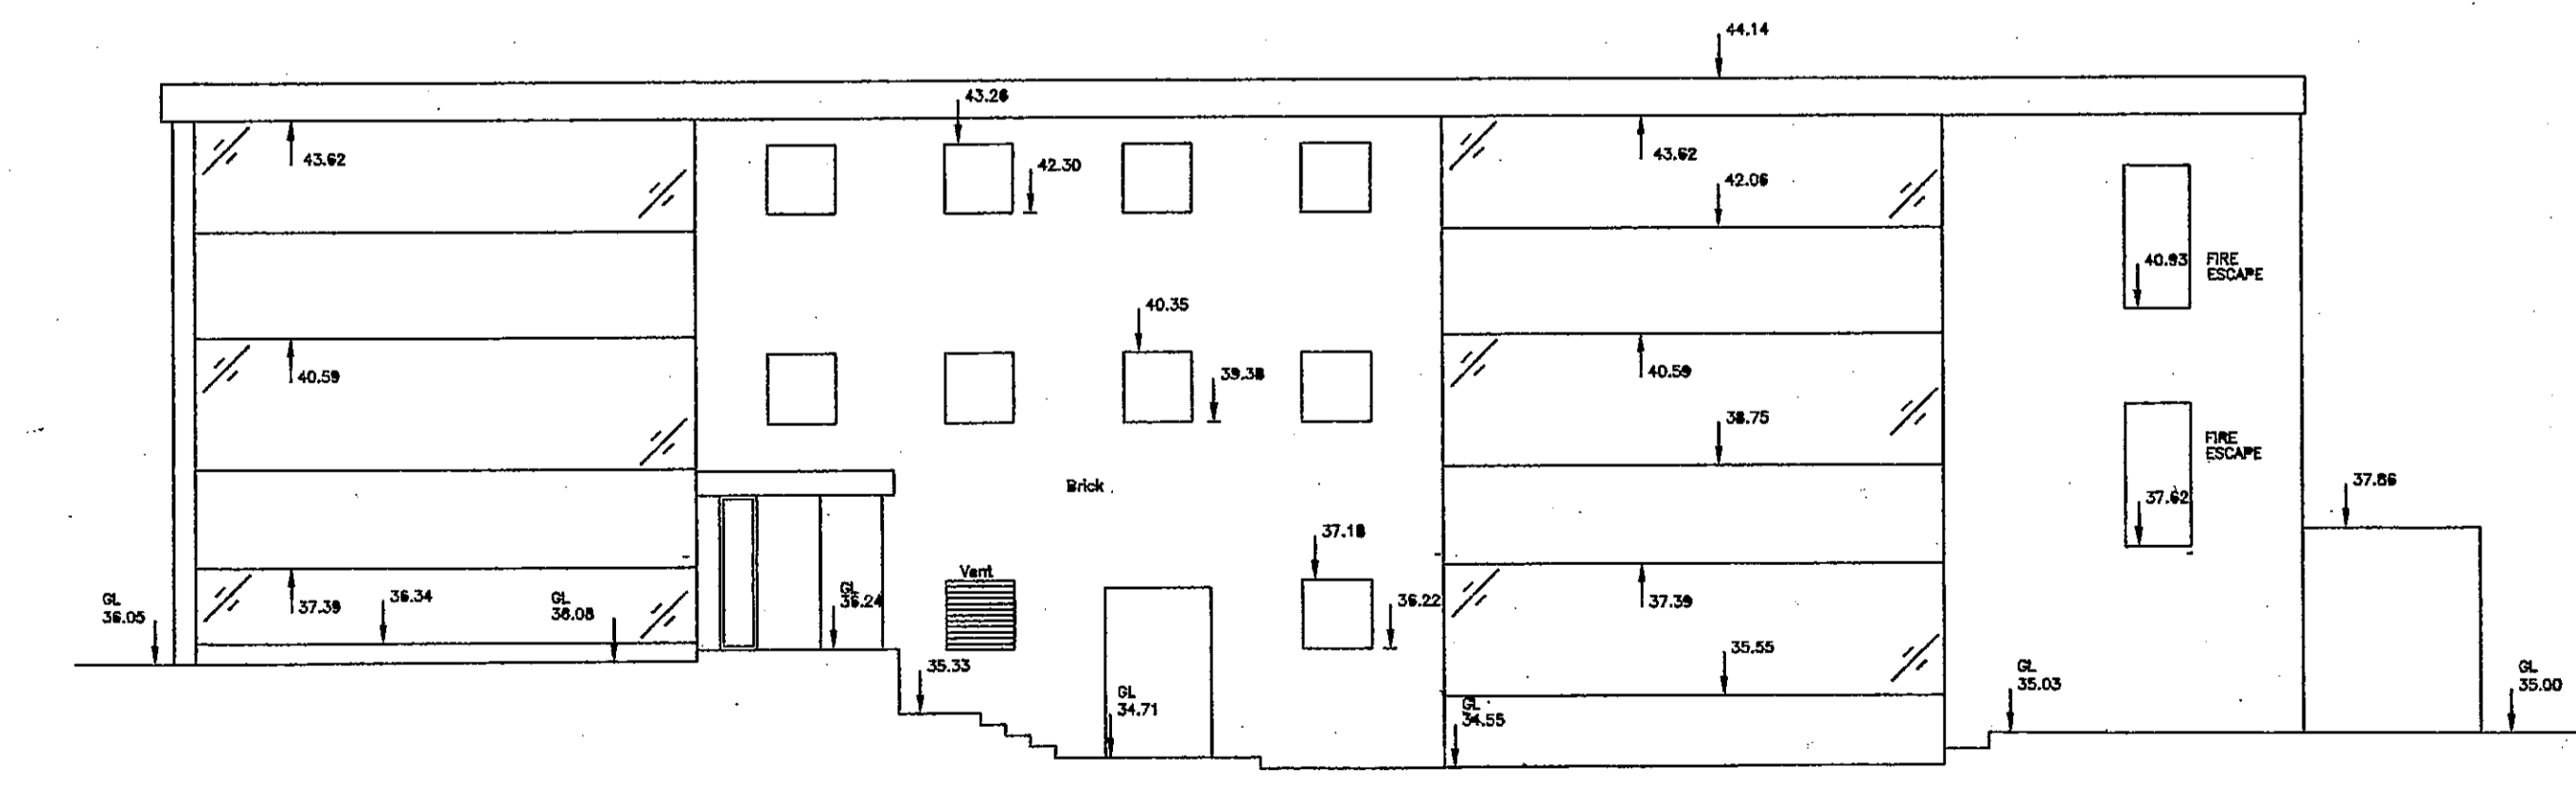 44.14
43.26
43.62
42.30
43.62
42.06
40.93
FIRE
ESCAPE
40.35
40.59
39.38
40.59
38.75
FIRE
ESCAPE
Brick
37.86
37.62
37.18
Vent
GL
36.05
37.39
36.34
GL
36.08
GL
36.24
36.22
37.39
35.33
35.55
GL
34.71
GL
34.55
GL
35.03
GL
35.00